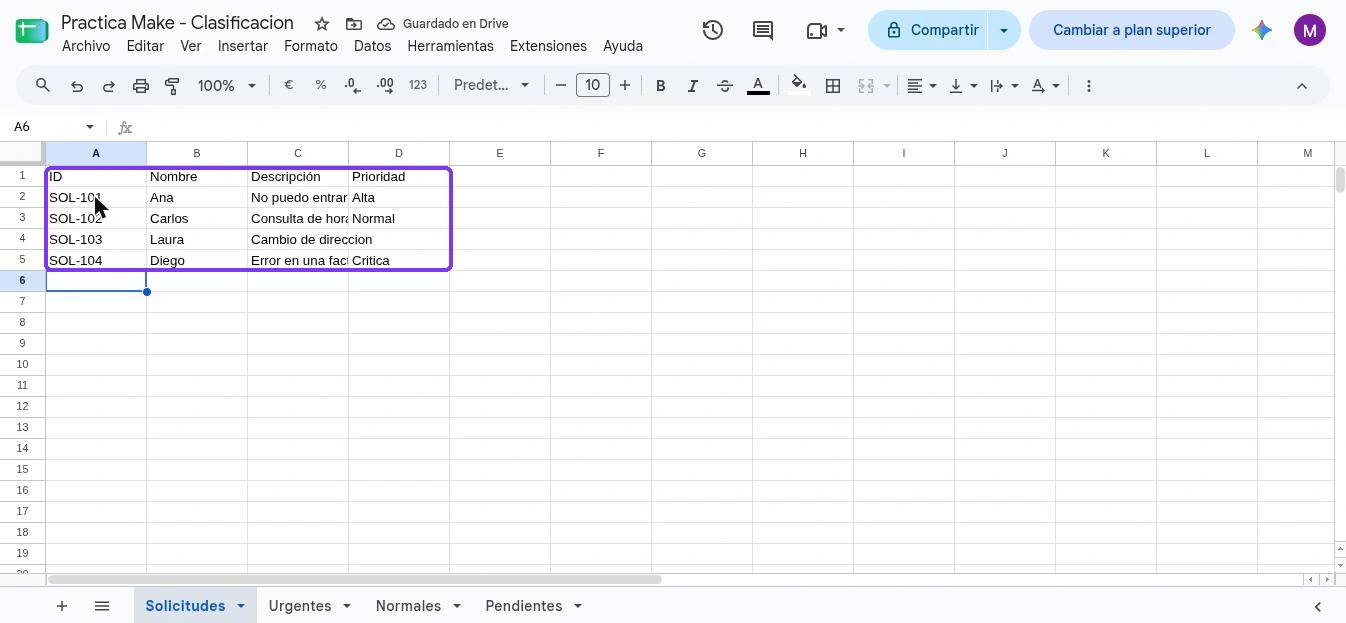 Practica Make - Clasificacion
Guardado en Drive
Archivo Editar Ver Insertar Formato Datos Herramientas Extensiones Ayuda
Compartir
Cambiar a plan superior
M
100% € % .0 .00 123 Predet... 10 B I A A
A6 fx
A B C D E F G H I J K L M
1 ID Nombre Descripción Prioridad
2 SOL-101 Ana No puedo entrar Alta
3 SOL-102 Carlos Consulta de hora Normal
4 SOL-103 Laura Cambio de direccion
5 SOL-104 Diego Error en una fact Critica
6
7
8
9
10
11
12
13
14
15
16
17
18
19
20
Solicitudes Urgentes Normales Pendientes